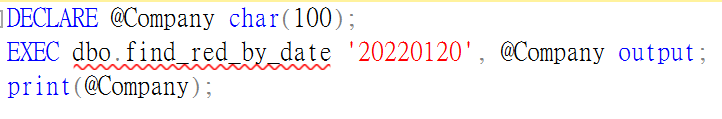 DECLARE @Company char(100);
EXEC dbo.find_red_by_date '20220120', @Company output;
print(@Company);